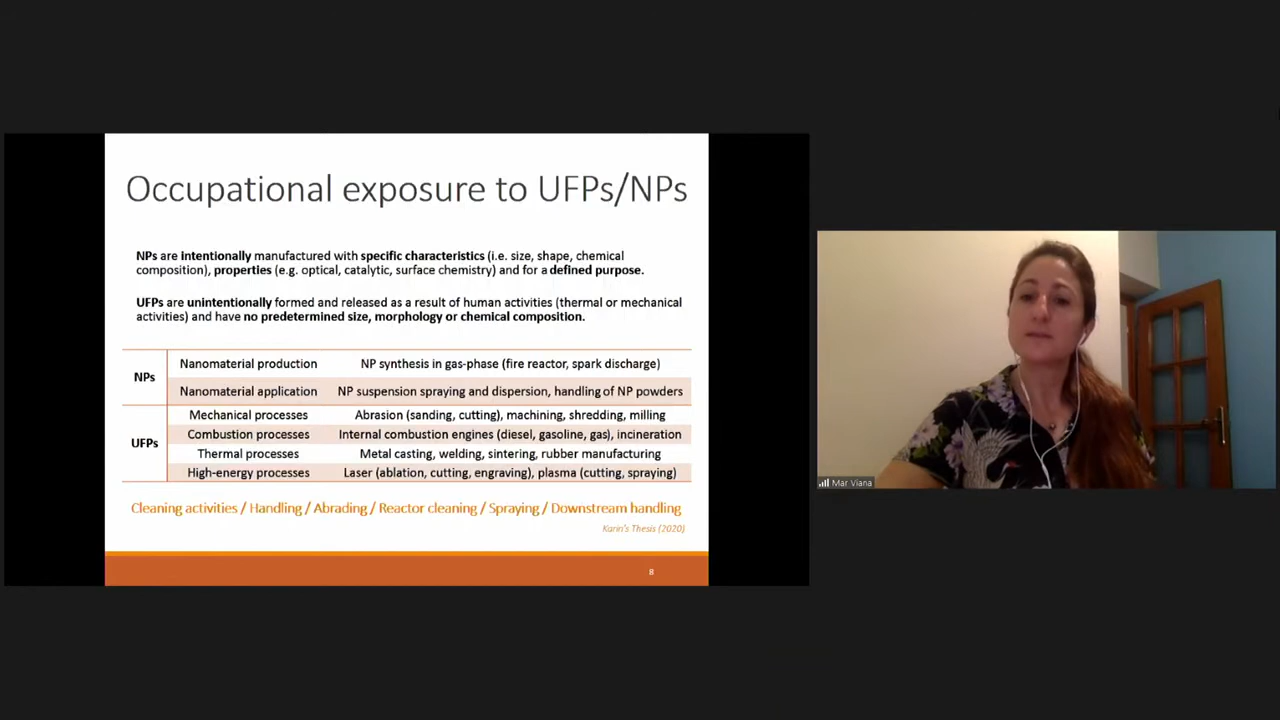 Occupational exposure to UFPs/NPs
NPs are intentionally manufactured with specific characteristics (i.e. size, shape, chemical
composition), properties (e.g. optical, catalytic, surface chemistry) and for a defined purpose.
UFPs are unintentionally formed and released as a result of human activities (thermal or mechanical
activities) and have no predetermined size, morphology or chemical composition.
NPs
Nanomaterial production NP synthesis in gas-phase (fire reactor, spark discharge)
Nanomaterial application NP suspension spraying and dispersion, handling of NP powders
UFPs
Mechanical processes Abrasion (sanding, cutting), machining, shredding, milling
Combustion processes Internal combustion engines (diesel, gasoline, gas), incineration
Thermal processes Metal casting, welding, sintering, rubber manufacturing
High-energy processes Laser (ablation, cutting, engraving), plasma (cutting, spraying)
Cleaning activities / Handling / Abrading / Reactor cleaning / Spraying / Downstream handling
Karin's Thesis (2020)
8
Mar Viana